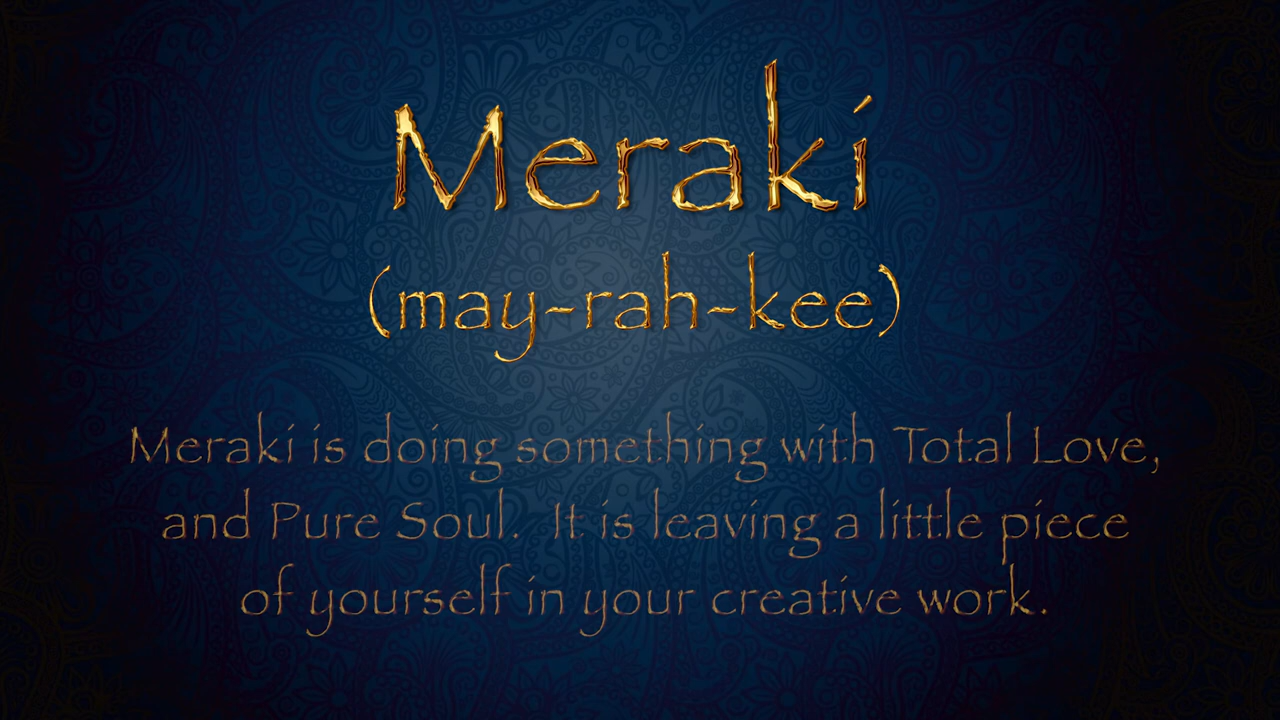 Meraki
(may-rah-kee)
Meraki is doing something with Total Love,
and Pure Soul.  It is leaving a little piece
of yourself in your creative work.